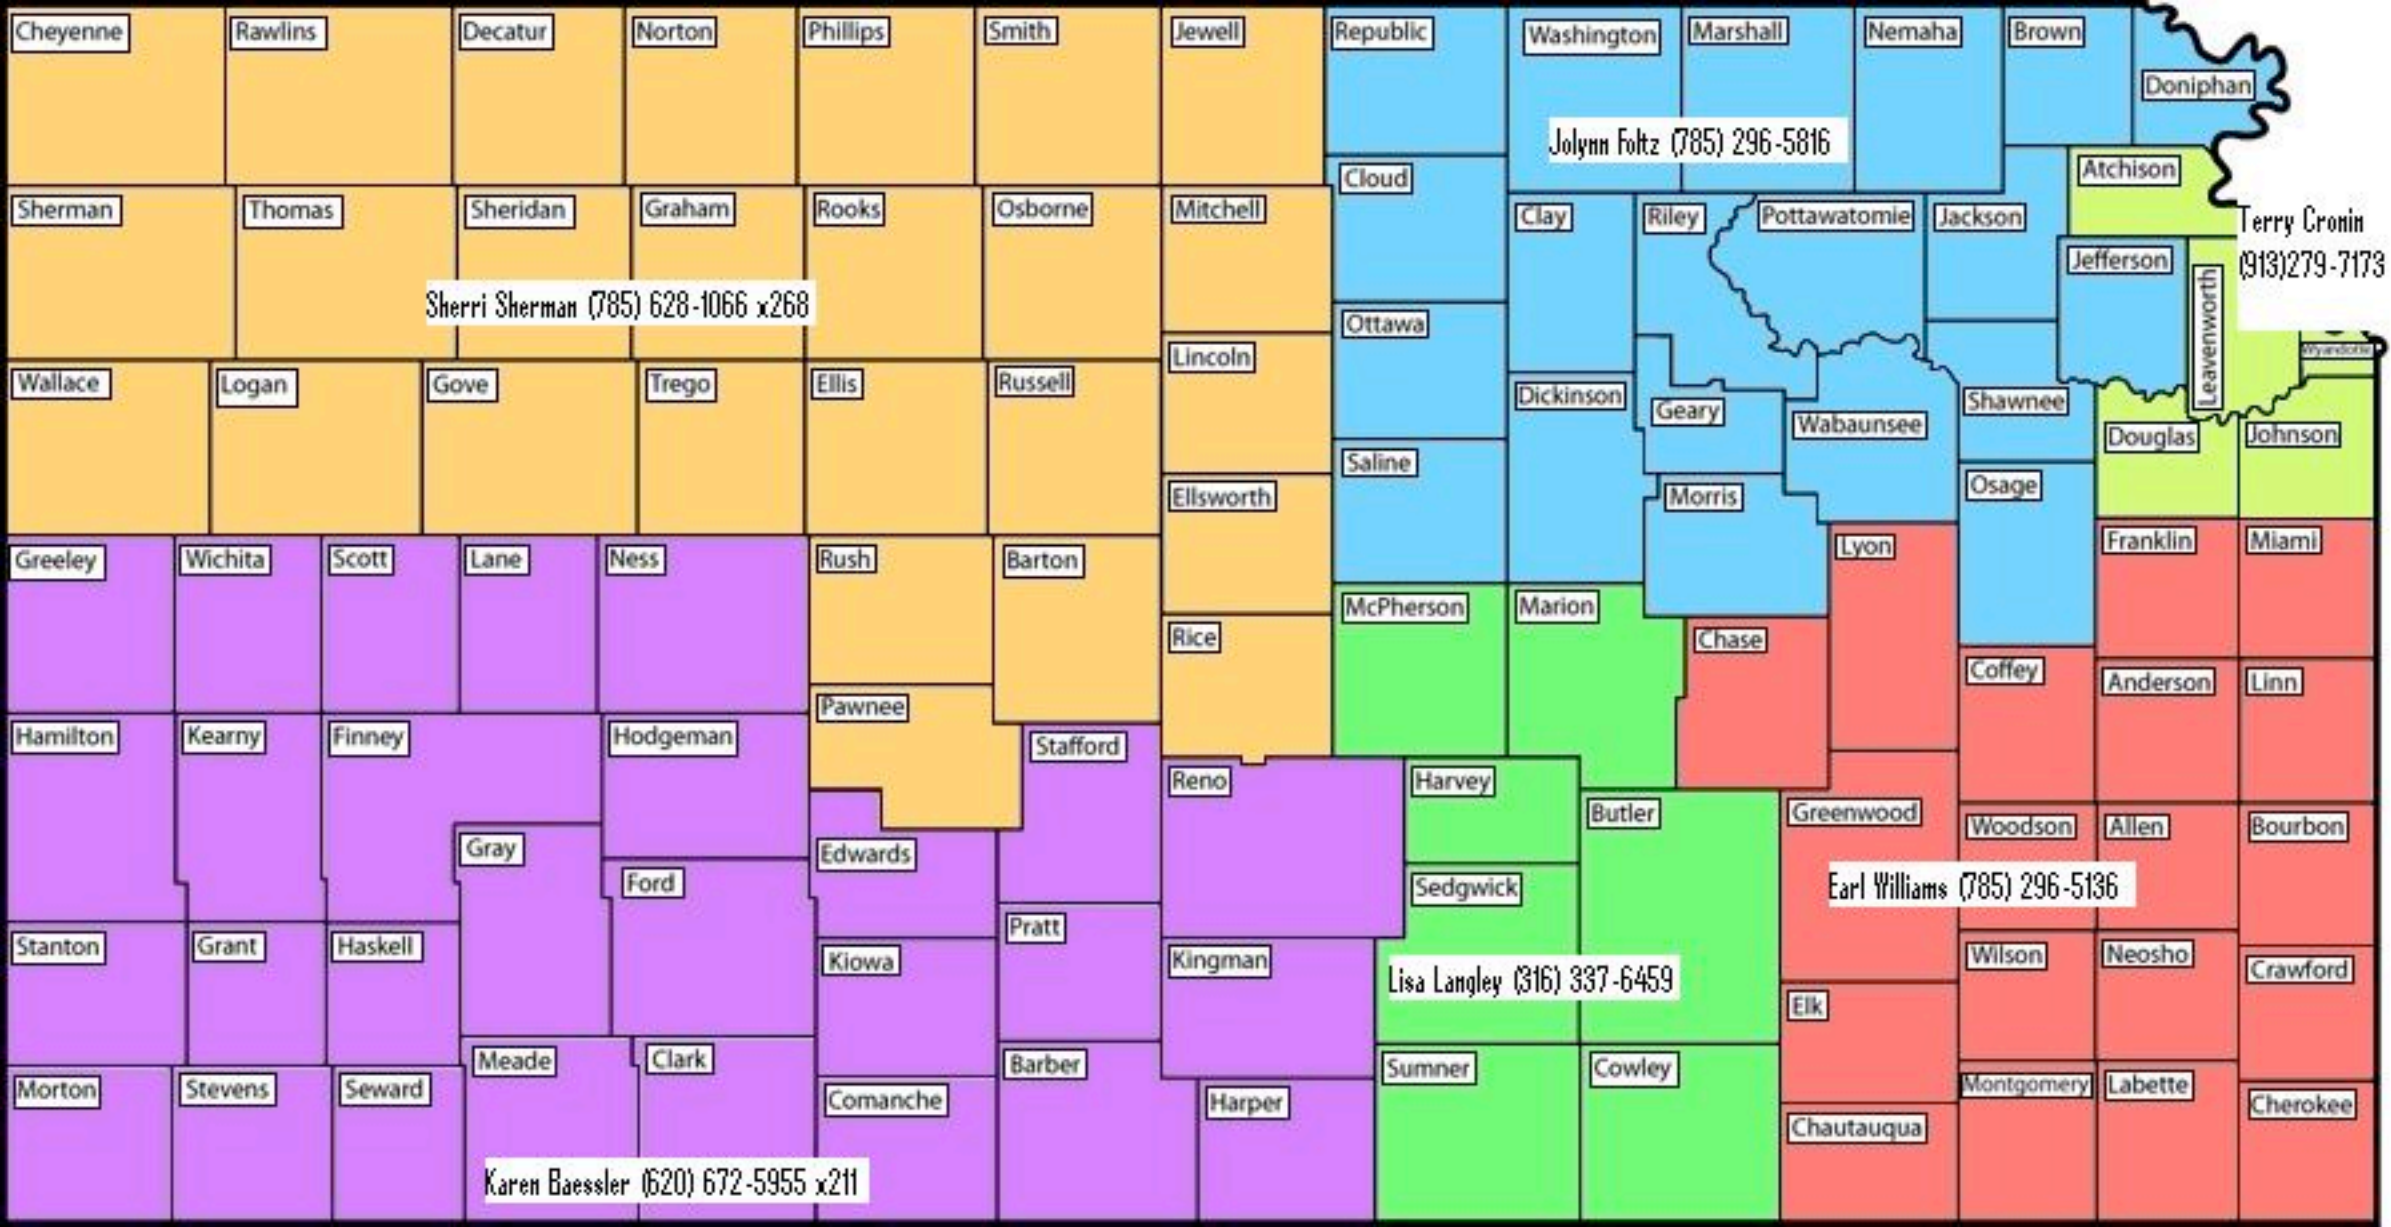 Cheyenne
Rawlins
Decatur
Norton
Phillips
Smith
Jewell
Republic
Washington
Marshall
Nemaha
Brown
Doniphan
Jolynn Foltz (785) 296-5816
Cloud
Atchison
Sherman
Thomas
Sheridan
Graham
Rooks
Osborne
Mitchell
Clay
Riley
Pottawatomie
Jackson
Terry Cronin
(913)279-7173
Jefferson
Leavenworth
Sherri Sherman (785) 628-1066 x268
Ottawa
Lincoln
Wyandotte
Wallace
Logan
Gove
Trego
Ellis
Russell
Dickinson
Geary
Wabaunsee
Shawnee
Douglas
Johnson
Saline
Ellsworth
Morris
Osage
Greeley
Wichita
Scott
Lane
Ness
Rush
Barton
Lyon
Franklin
Miami
McPherson
Marion
Rice
Chase
Coffey
Anderson
Linn
Pawnee
Hamilton
Kearny
Finney
Hodgeman
Stafford
Reno
Harvey
Butler
Greenwood
Woodson
Allen
Bourbon
Gray
Edwards
Ford
Sedgwick
Earl Williams (785) 296-5136
Stanton
Grant
Haskell
Kiowa
Pratt
Kingman
Lisa Langley (316) 337-6459
Wilson
Neosho
Crawford
Elk
Meade
Clark
Barber
Sumner
Cowley
Morton
Stevens
Seward
Comanche
Harper
Montgomery
Labette
Cherokee
Chautauqua
Karen Baessler (620) 672-5955 x211